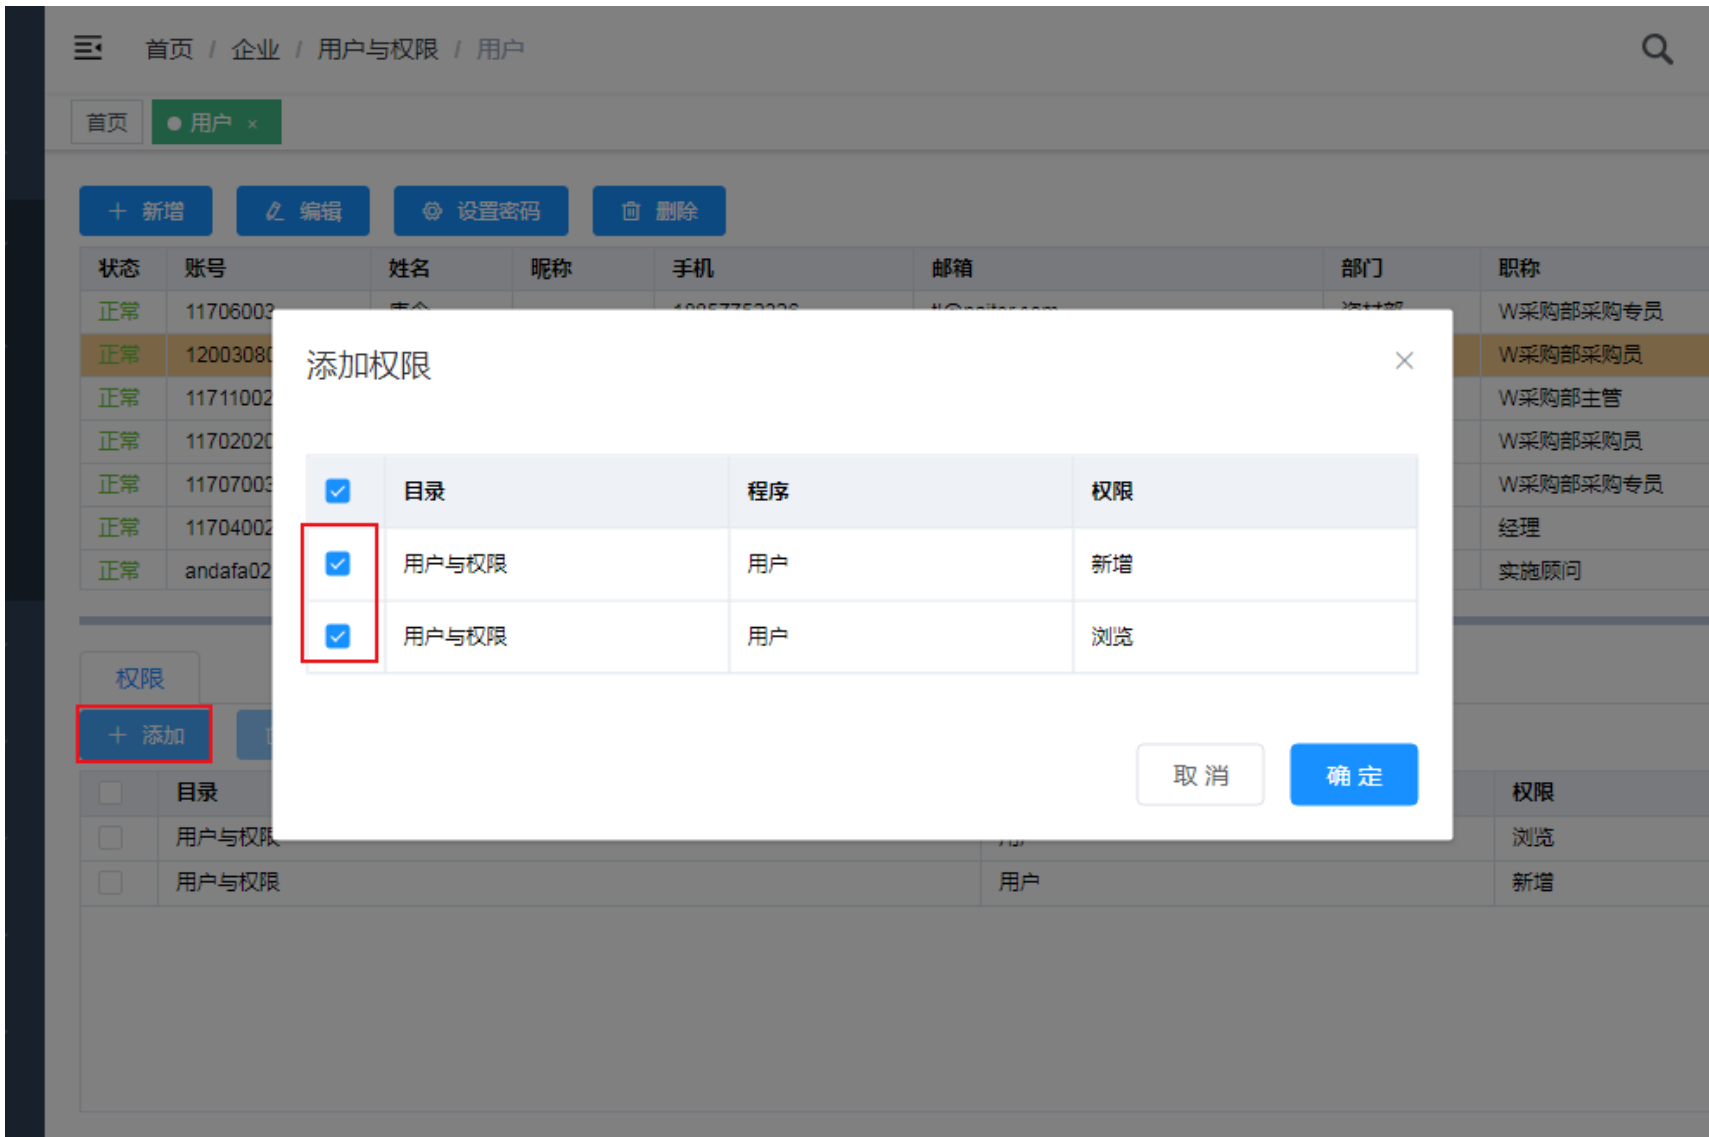 首页 / 企业 / 用户与权限 / 用户
首页 用户 ×
+ 新增 编辑 设置密码 删除
状态 账号 姓名 昵称 手机 邮箱 部门 职称
正常 11706003 W采购部采购专员
正常 1200308 W采购部采购员
正常 11711002 W采购部主管
正常 1170202 W采购部采购员
正常 11707003 W采购部采购专员
正常 11704002 经理
正常 andafa02 实施顾问
添加权限
目录 程序 权限
用户与权限 用户 新增
用户与权限 用户 浏览
取消 确定
权限
+ 添加
目录 权限
用户与权限 浏览
用户与权限 用户 新增